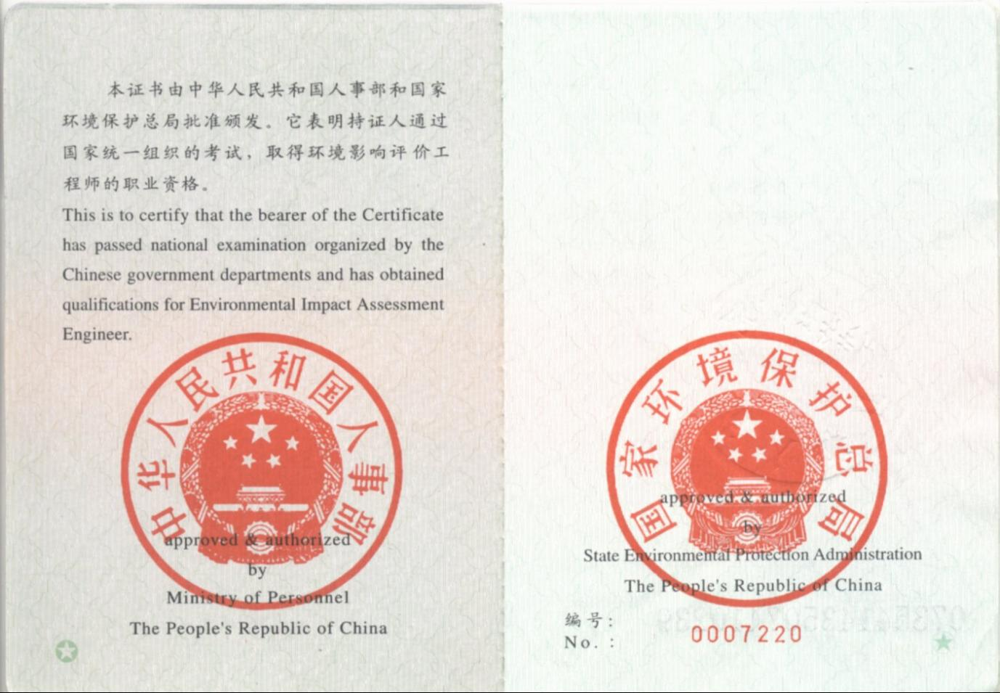 本证书由中华人民共和国人事部和国家
环境保护总局批准颁发。它表明持证人通过
国家统一组织的考试，取得环境影响评价工
程师的职业资格。
This is to certify that the bearer of the Certificate
has passed national examination organized by the
Chinese government departments and has obtained
qualifications for Environmental Impact Assessment
Engineer.
中华人民共和国人事部
approved & authorized
by
Ministry of Personnel
The People's Republic of China
国家环境保护总局
approved & authorized
by
State Environmental Protection Administration
The People's Republic of China
编号：
No.：
0007220